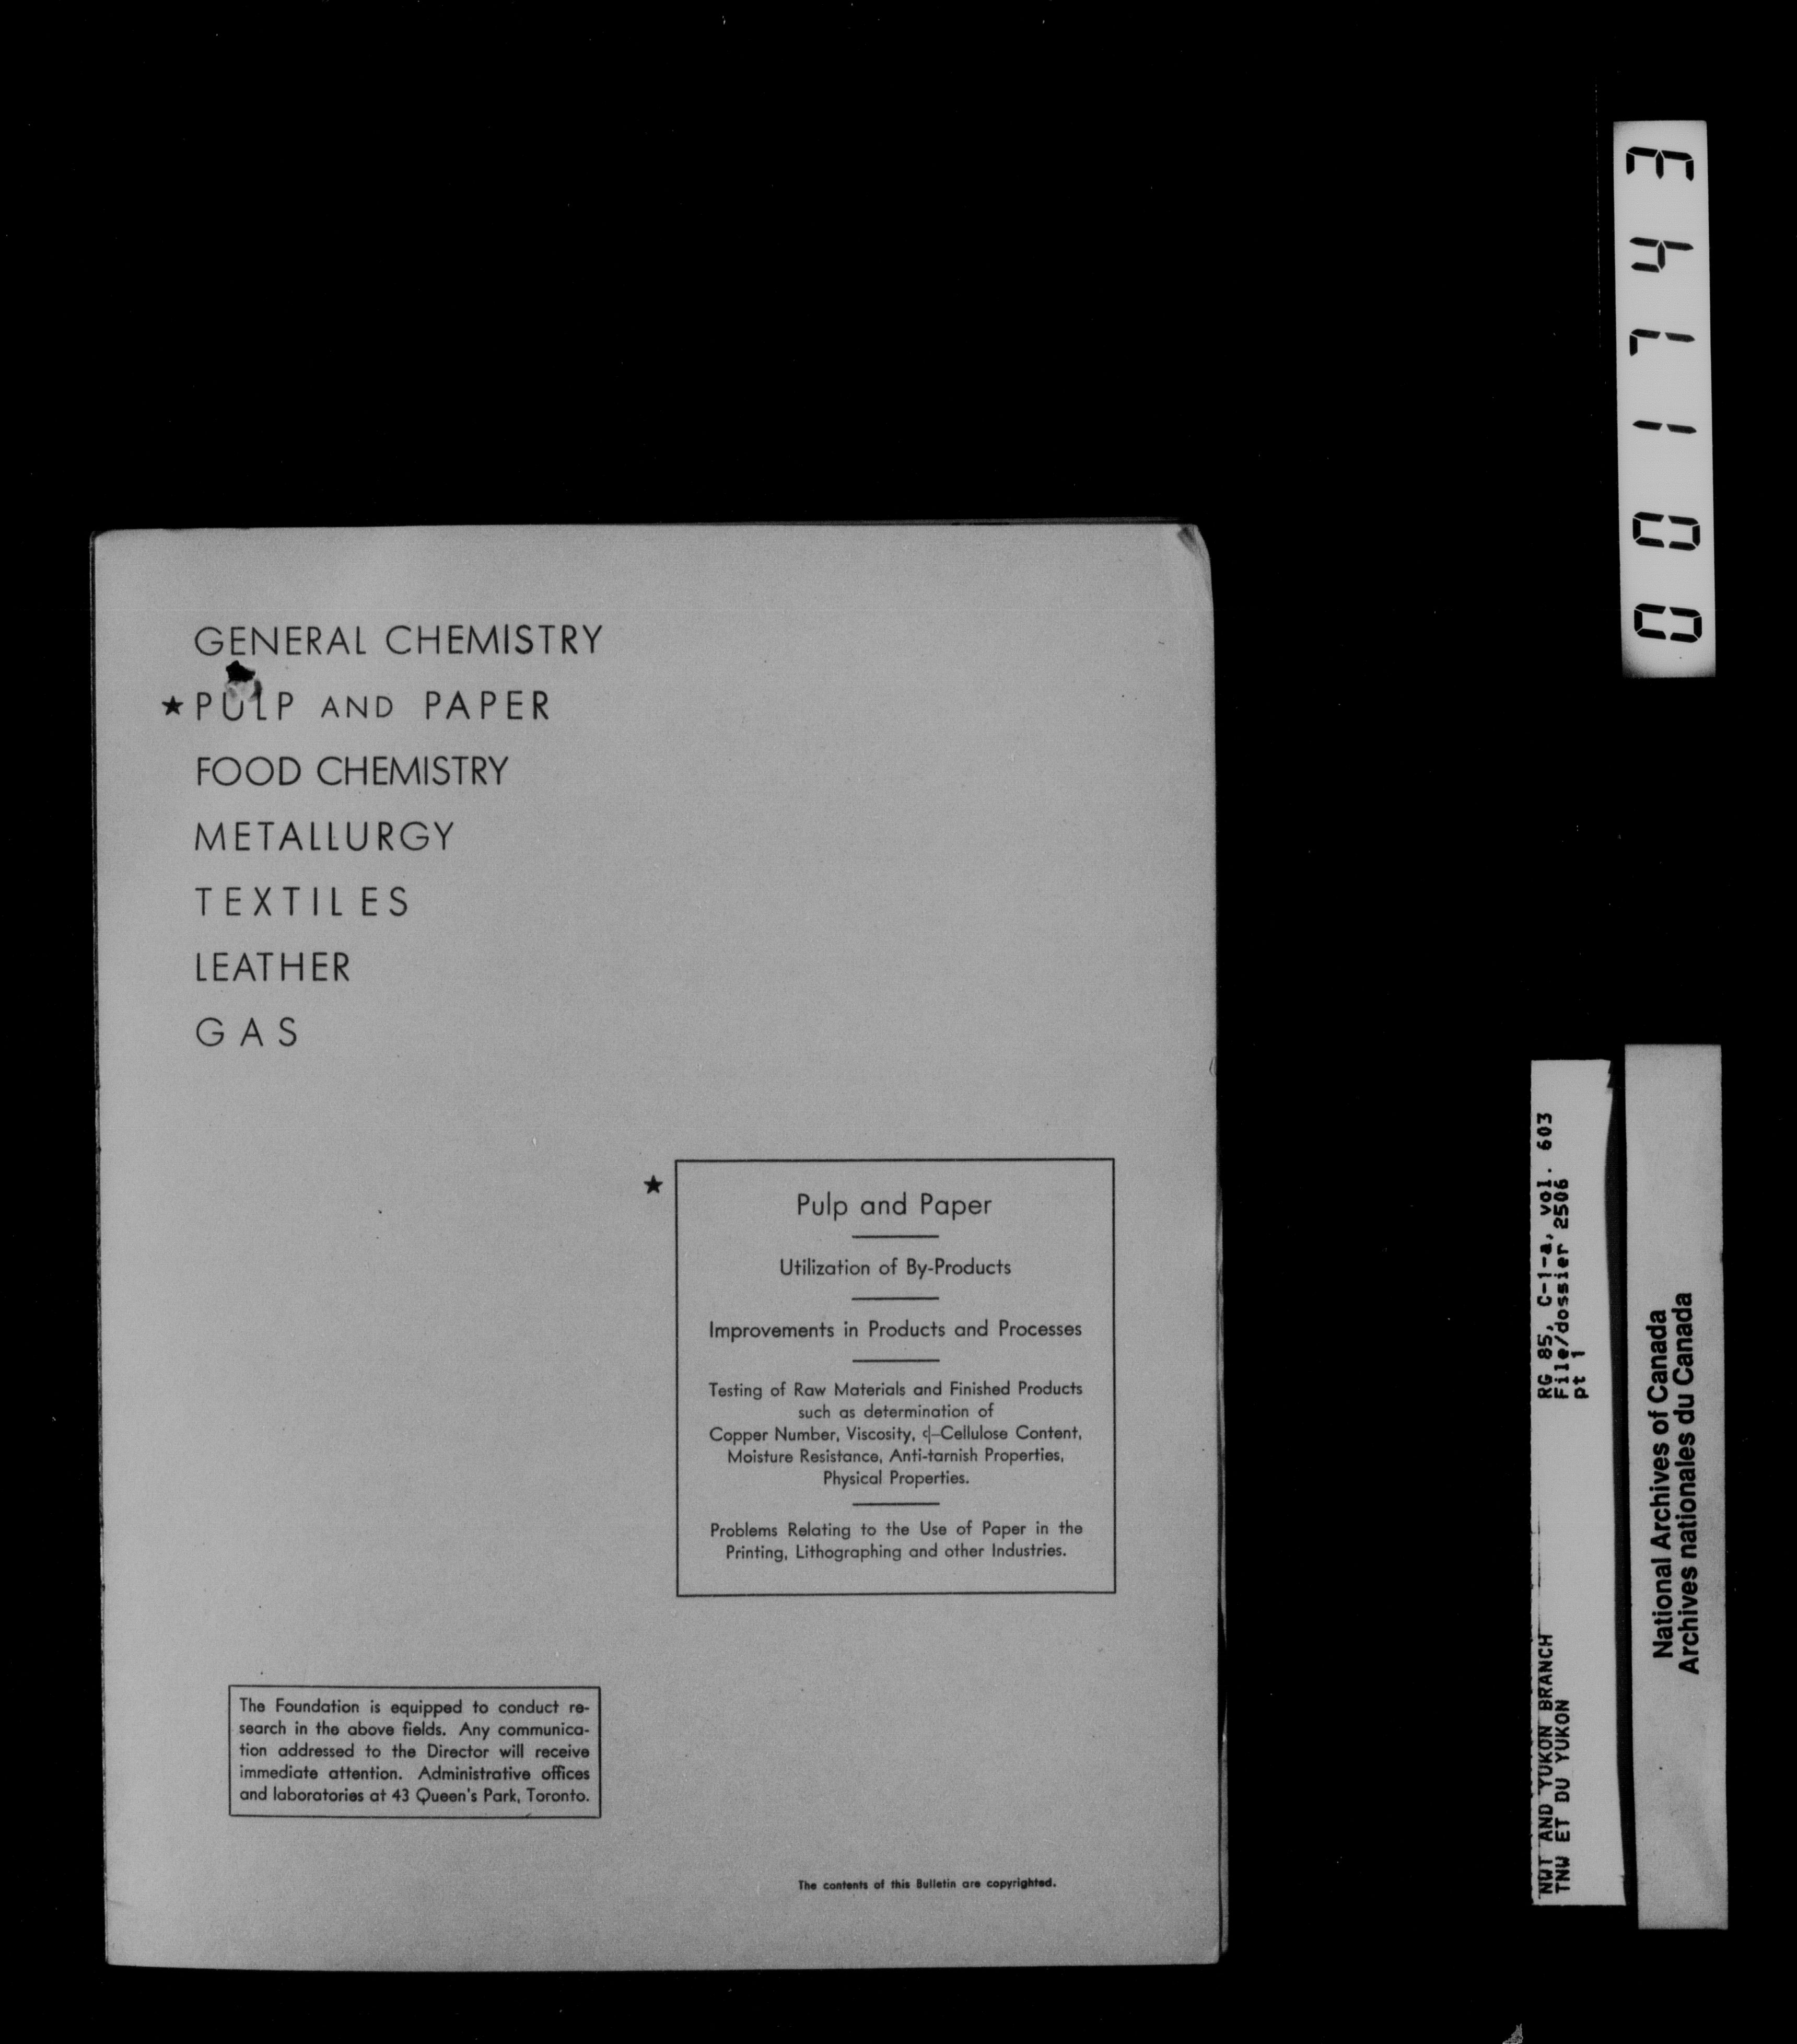 GENERAL CHEMISTRY
★ PULP AND PAPER
FOOD CHEMISTRY
METALLURGY
TEXTILES
LEATHER
GAS
★
Pulp and Paper
Utilization of By-Products
Improvements in Products and Processes
Testing of Raw Materials and Finished Products
such as determination of
Copper Number, Viscosity, c|–Cellulose Content,
Moisture Resistance, Anti-tarnish Properties,
Physical Properties.
Problems Relating to the Use of Paper in the
Printing, Lithographing and other Industries.
The Foundation is equipped to conduct re-
search in the above fields. Any communica-
tion addressed to the Director will receive
immediate attention. Administrative offices
and laboratories at 43 Queen's Park, Toronto.
The contents of this Bulletin are copyrighted.
001743
NWT AND YUKON BRANCH
TNW ET DU YUKON
RG 85, C-1-a, vol. 603
File/dossier 2506
pt 1
National Archives of Canada
Archives nationales du Canada